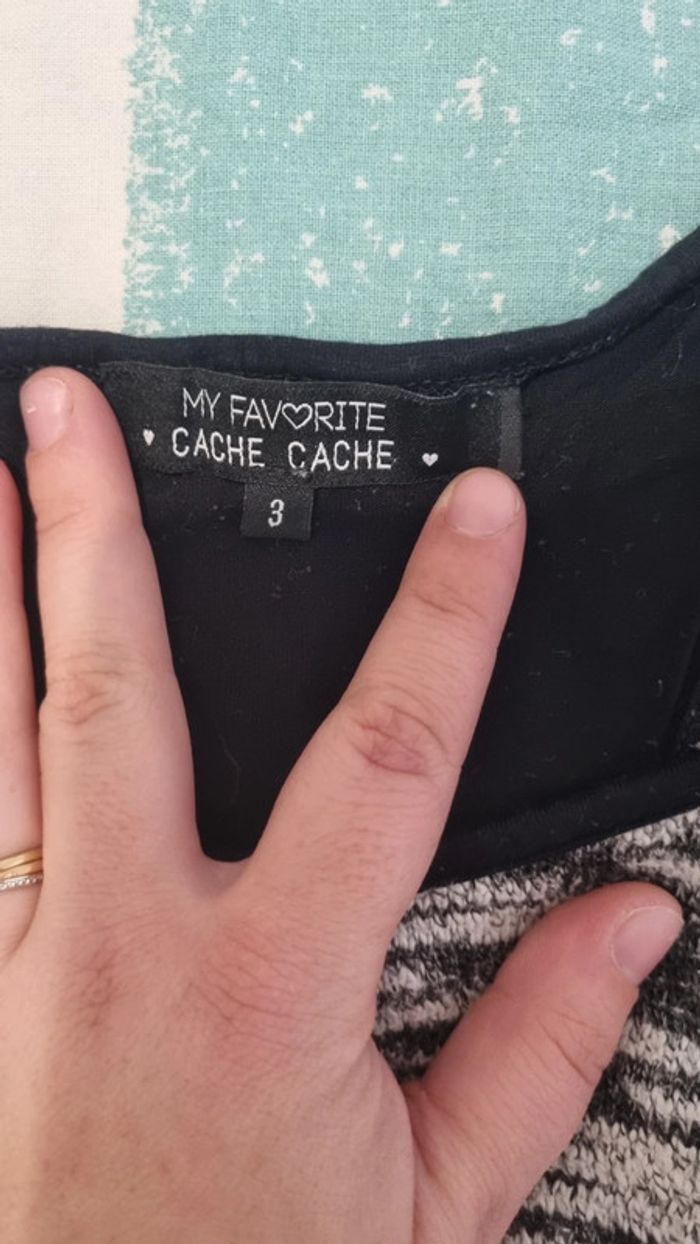 MY FAV♡RITE
♥ CACHE CACHE ♥
3